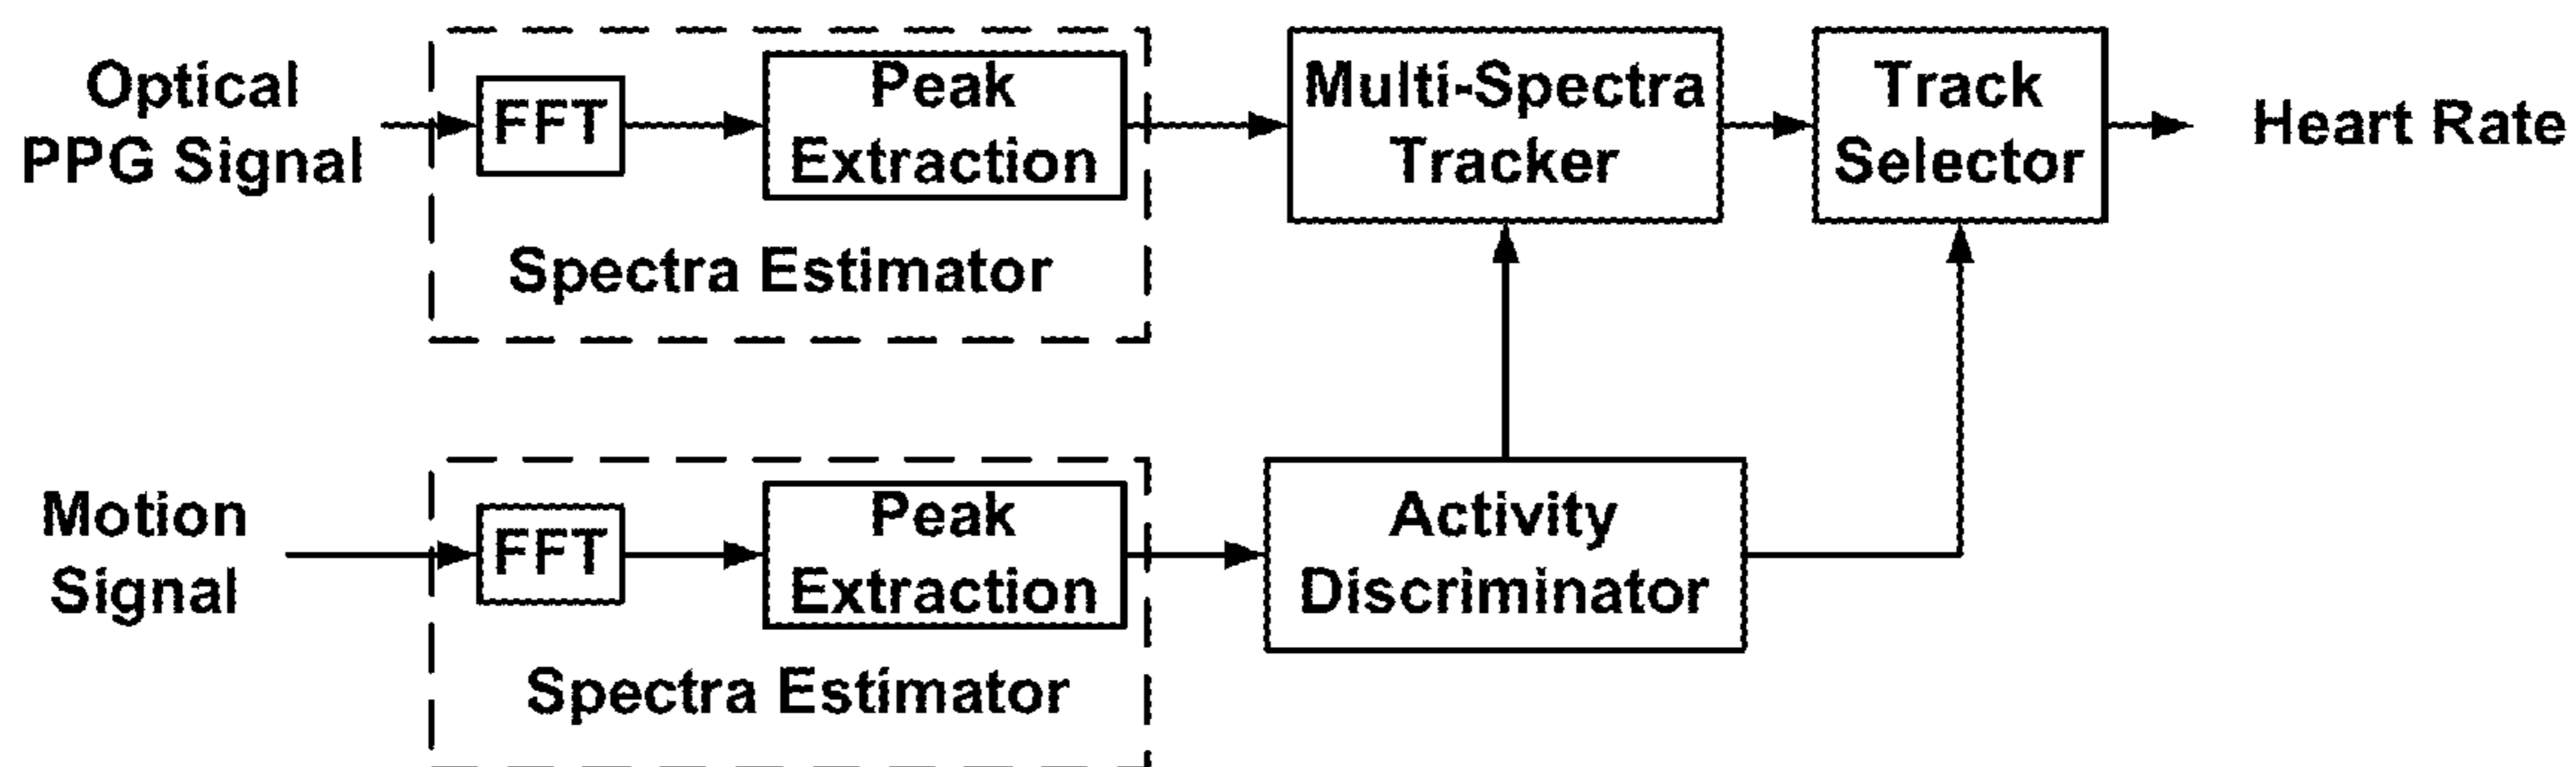 Optical
PPG Signal
FFT
Peak
Extraction
Spectra Estimator
Multi-Spectra
Tracker
Track
Selector
Heart Rate
Motion
Signal
FFT
Peak
Extraction
Spectra Estimator
Activity
Discriminator